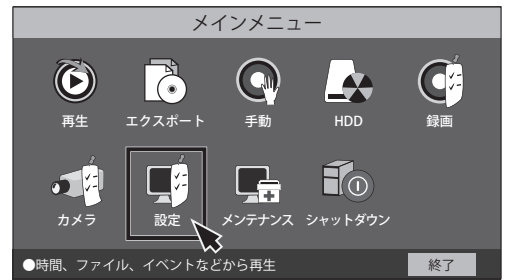 メインメニュー
再生 エクスポート 手動 HDD 録画
カメラ 設定 メンテナンス シャットダウン
●時間、ファイル、イベントなどから再生 終了